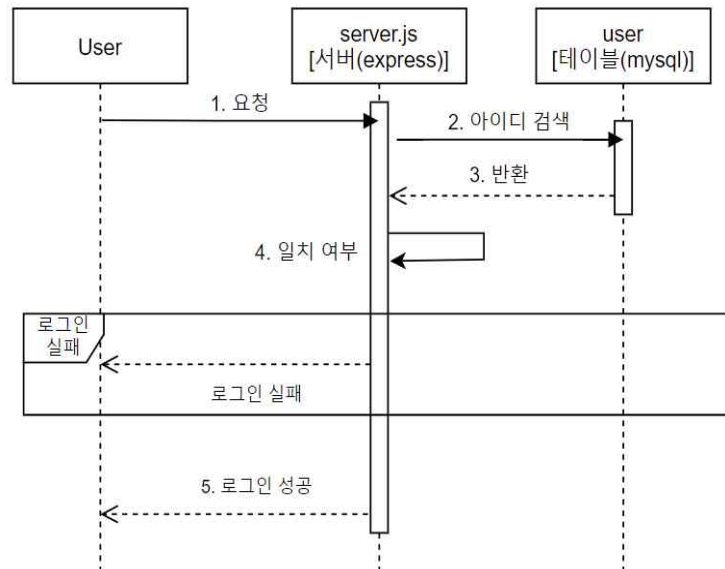 User
server.js
[서버(express)]
user
[테이블(mysql)]
1. 요청
2. 아이디 검색
3. 반환
4. 일치 여부
로그인
실패
로그인 실패
5. 로그인 성공